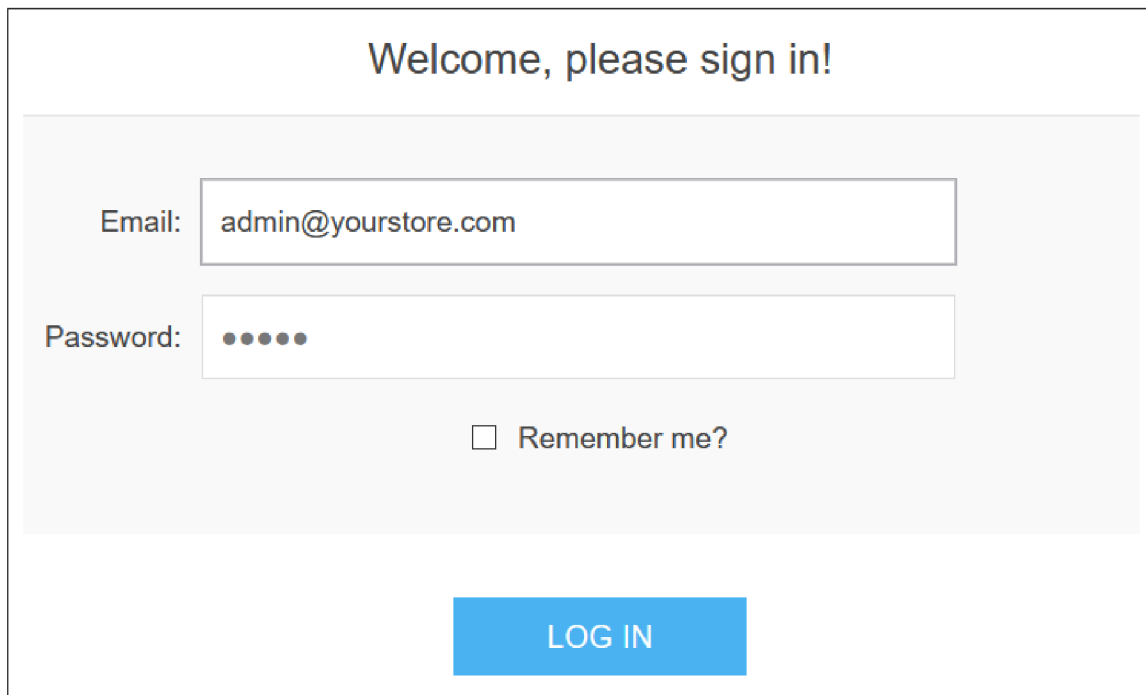 Welcome, please sign in!
Email: admin@yourstore.com
Password: •••••
Remember me?
LOG IN